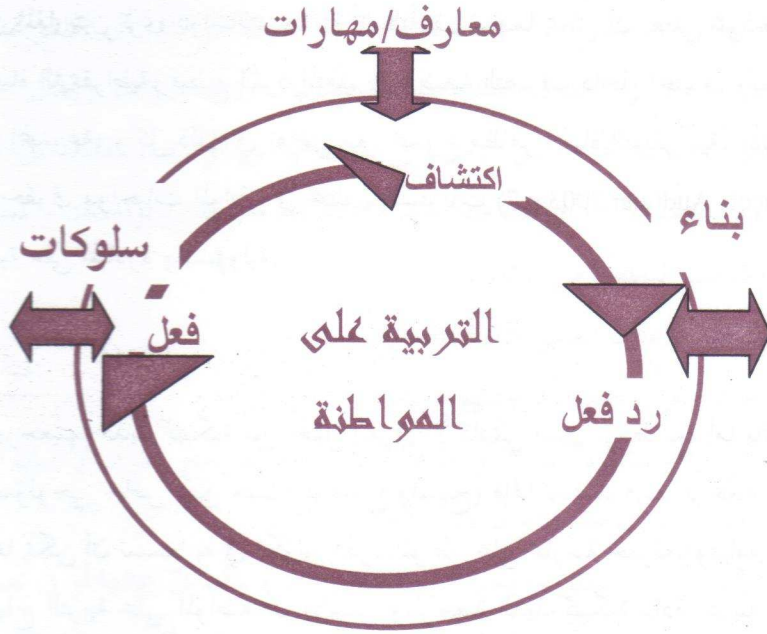 معارف/مهارات
اكتشاف
بناء
سلوكات
فعل
التربية على
المواطنة
رد فعل